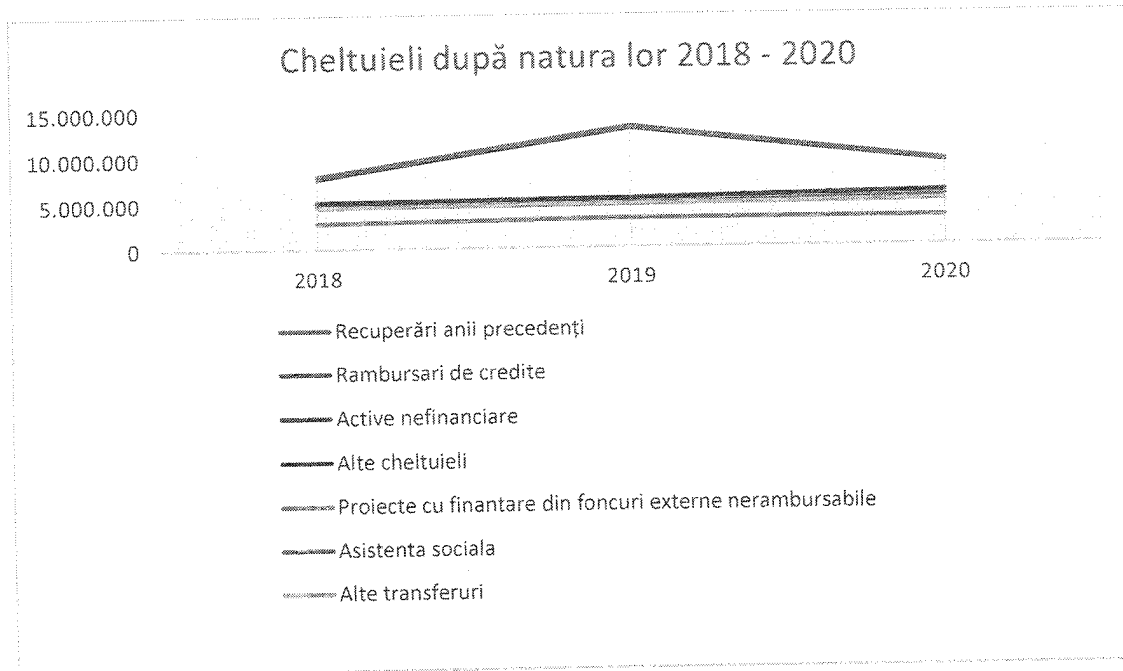 Cheltuieli după natura lor 2018 - 2020
15.000.000
10.000.000
5.000.000
0
2018
2019
2020
Recuperări anii precedenți
Rambursari de credite
Active nefinanciare
Alte cheltuieli
Proiecte cu finantare din foncuri externe nerambursabile
Asistenta sociala
Alte transferuri